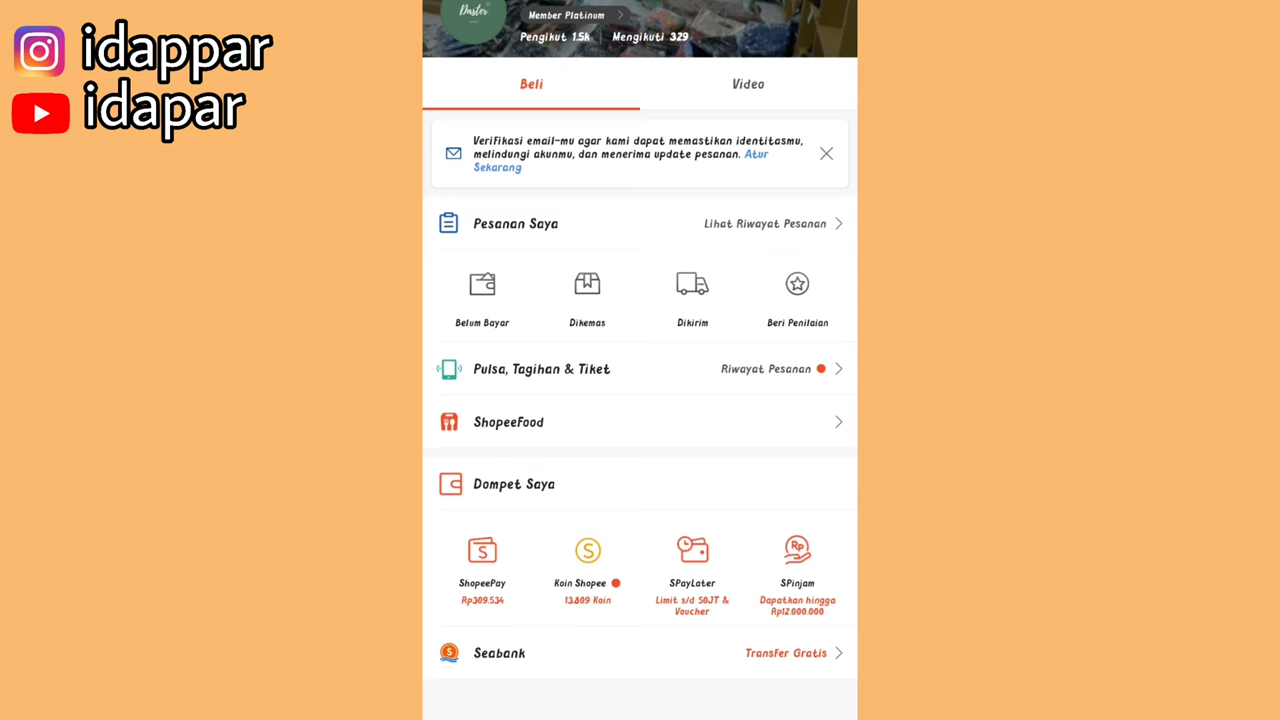 idappar
idapar
Daster
Member Platinum
Pengikut 1.5k
Mengikuti 329
Beli
Video
Verifikasi email-mu agar kami dapat memastikan identitasmu,
melindungi akunmu, dan menerima update pesanan. Atur
Sekarang
Pesanan Saya
Lihat Riwayat Pesanan
Belum Bayar
Dikemas
Dikirim
Beri Penilaian
Pulsa, Tagihan & Tiket
Riwayat Pesanan
ShopeeFood
Dompet Saya
ShopeePay
Koin Shopee
SPayLater
SPinjam
Rp309.534
13.809 Koin
Limit s/d 50JT &
Voucher
Dapatkan hingga
Rp12.000.000
Seabank
Transfer Gratis